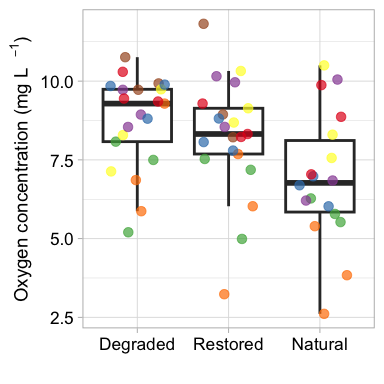 Oxygen concentration (mg L⁻¹)
10.0
7.5
5.0
2.5
Degraded Restored Natural